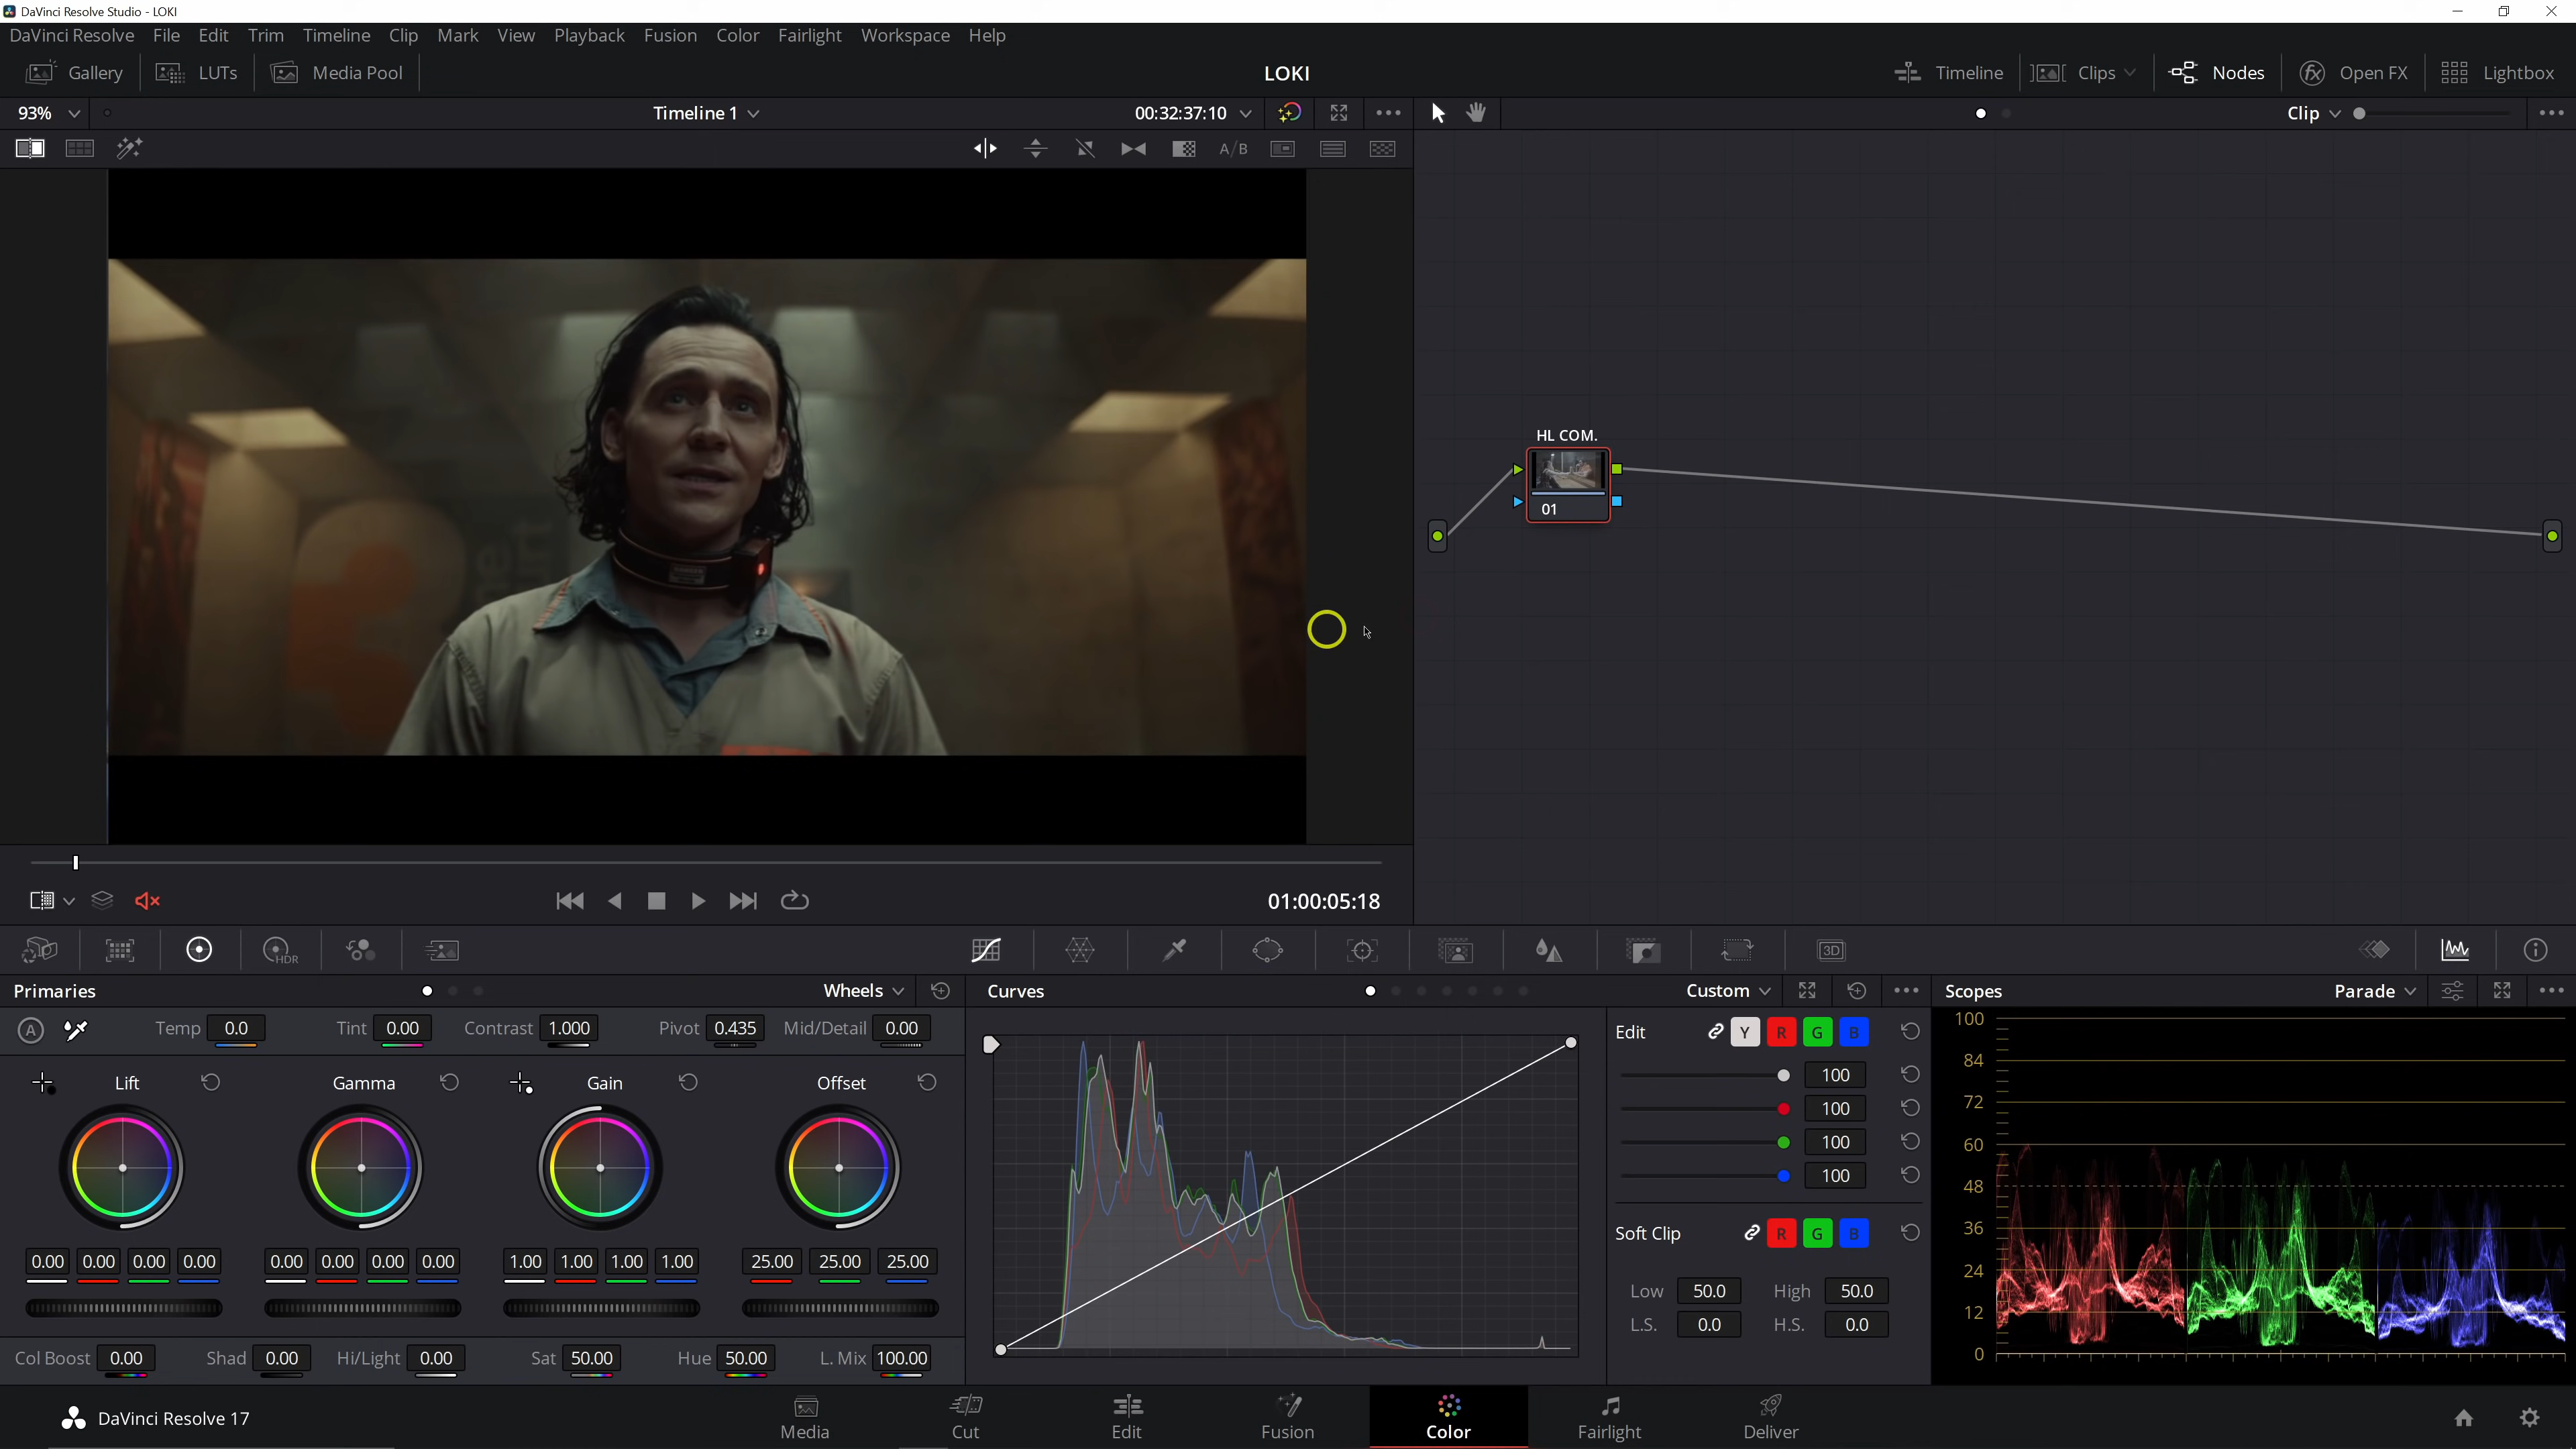 DaVinci Resolve Studio - LOKI
DaVinci Resolve File Edit Trim Timeline Clip Mark View Playback Fusion Color Fairlight Workspace Help
Gallery LUTs Media Pool LOKI Timeline Clips Nodes Open FX Lightbox
93% Timeline 1 00:32:37:10 Clip
A/B
HL COM.
01
01:00:05:18
HDR 3D
Primaries Wheels Curves Custom Scopes Parade
A Temp 0.0 Tint 0.00 Contrast 1.000 Pivot 0.435 Mid/Detail 0.00
Edit Y R G B
Lift Gamma Gain Offset
100
100
100
100
0.00 0.00 0.00 0.00 0.00 0.00 0.00 0.00 1.00 1.00 1.00 1.00 25.00 25.00 25.00
Soft Clip R G B
Low 50.0 High 50.0
L.S. 0.0 H.S. 0.0
Col Boost 0.00 Shad 0.00 Hi/Light 0.00 Sat 50.00 Hue 50.00 L. Mix 100.00
100
84
72
60
48
36
24
12
0
DaVinci Resolve 17 Media Cut Edit Fusion Color Fairlight Deliver